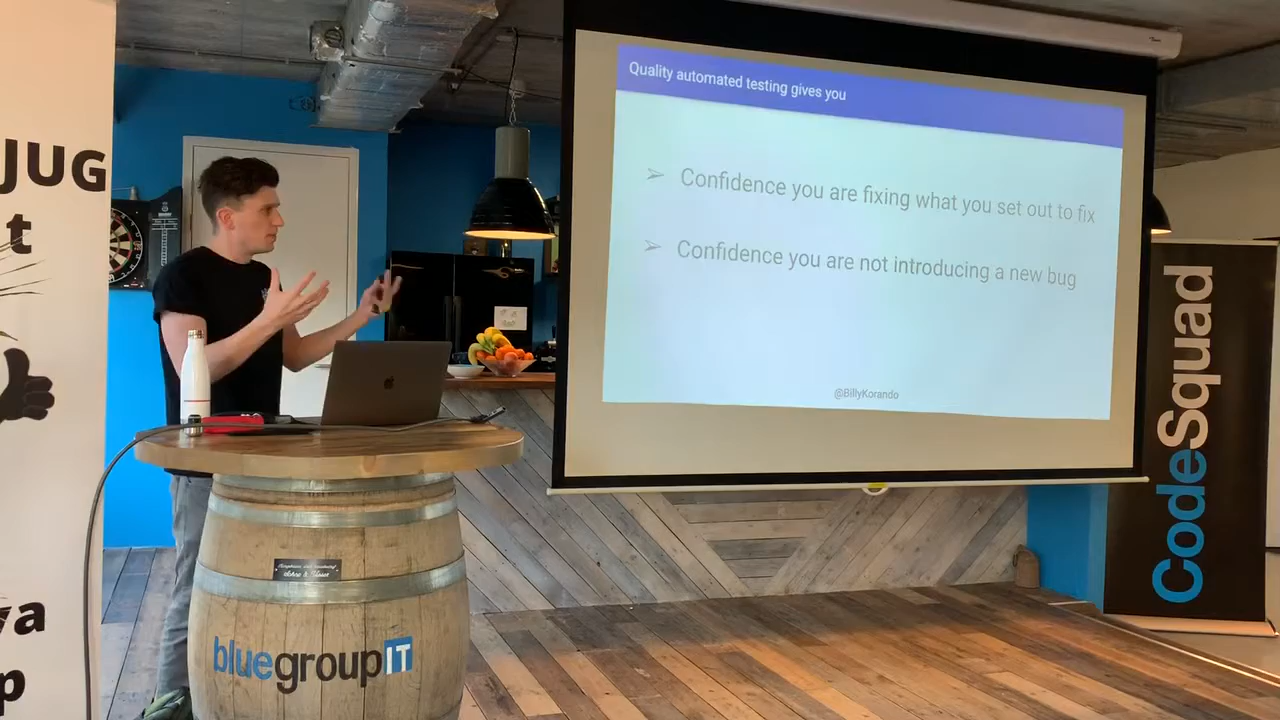 JUG
t
va
p
Quality automated testing gives you
➢ Confidence you are fixing what you set out to fix
➢ Confidence you are not introducing a new bug
@BillyKorando
CodeSquad
bluegroupIT